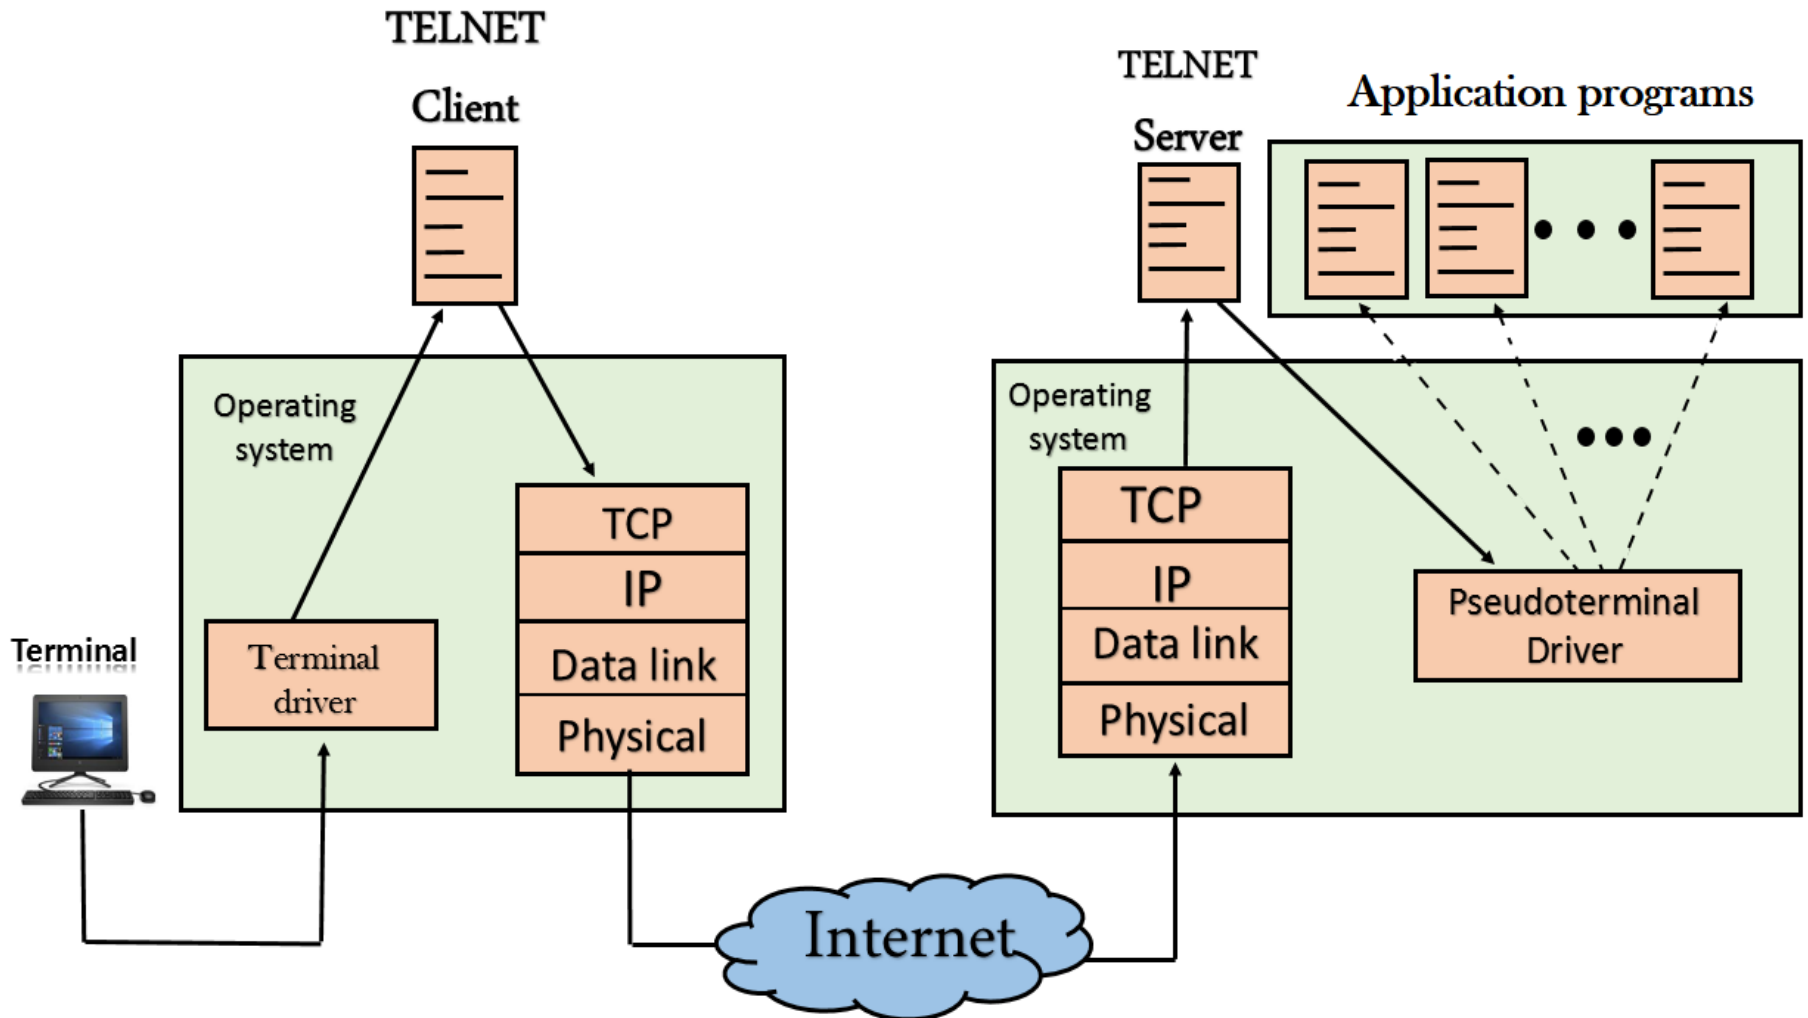 TELNET
Client
TELNET
Server
Application programs
Operating
system
TCP
IP
Data link
Physical
Terminal
driver
Terminal
Operating
system
TCP
IP
Data link
Physical
Pseudoterminal
Driver
Internet